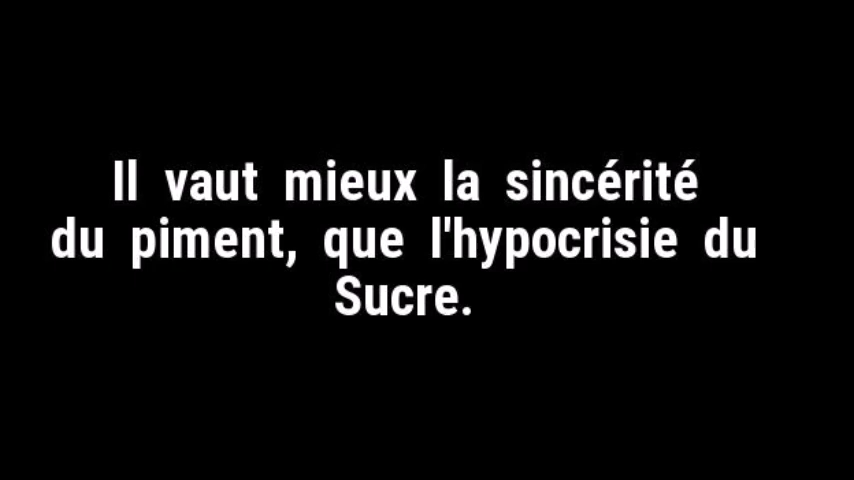 Il vaut mieux la sincérité
du piment, que l'hypocrisie du
Sucre.